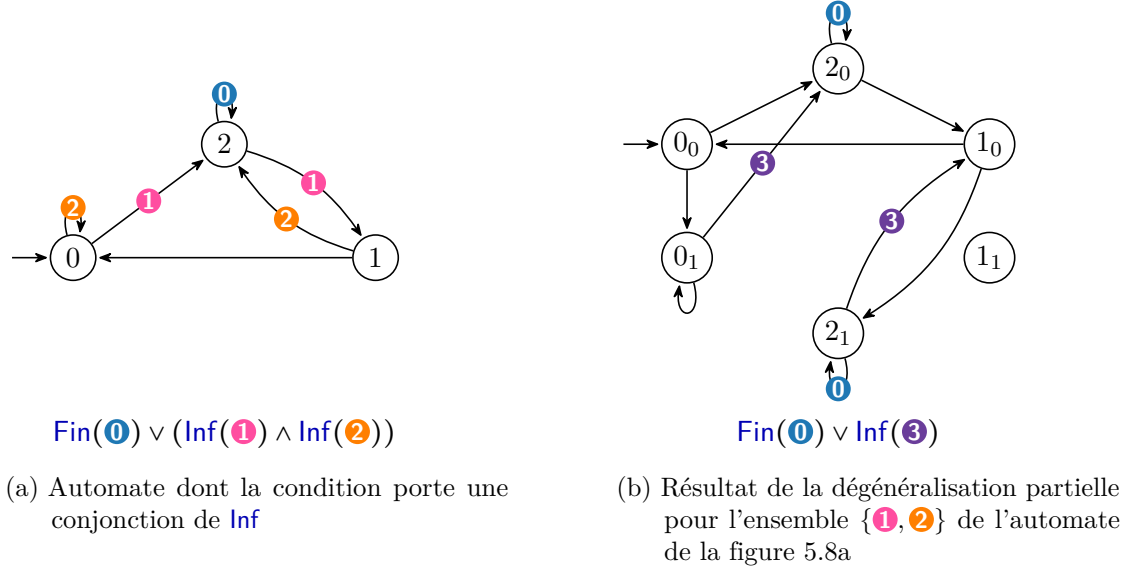 0
2
2
1
1
2
0
1
Fin(0) ∨ (Inf(1) ∧ Inf(2))
(a) Automate dont la condition porte une
conjonction de Inf
0
2₀
0₀
1₀
3
3
0₁
1₁
2₁
0
Fin(0) ∨ Inf(3)
(b) Résultat de la dégénéralisation partielle
pour l'ensemble {1, 2} de l'automate
de la figure 5.8a